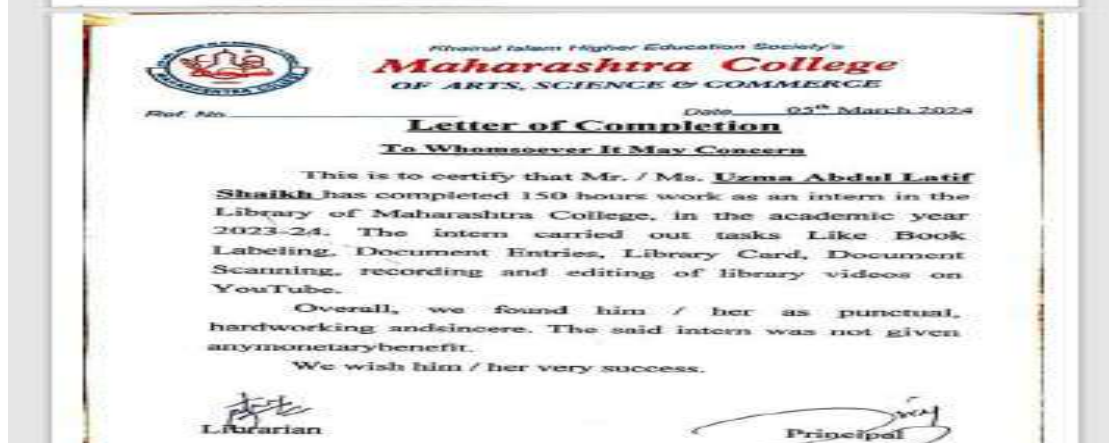 Khairul Islam Higher Education Society's
Maharashtra College
OF ARTS, SCIENCE & COMMERCE
Ref. No. Date 05th March 2024
Letter of Completion
To Whomsoever It May Concern
This is to certify that Mr. / Ms. Uzma Abdul Latif
Shaikh has completed 150 hours work as an intern in the
Library of Maharashtra College, in the academic year
2023-24. The intern carried out tasks Like Book
Labeling, Document Entries, Library Card, Document
Scanning, recording and editing of library videos on
YouTube.
Overall, we found him / her as punctual,
hardworking andsincere. The said intern was not given
anymonetarybenefit.
We wish him / her very success.
Librarian Principal